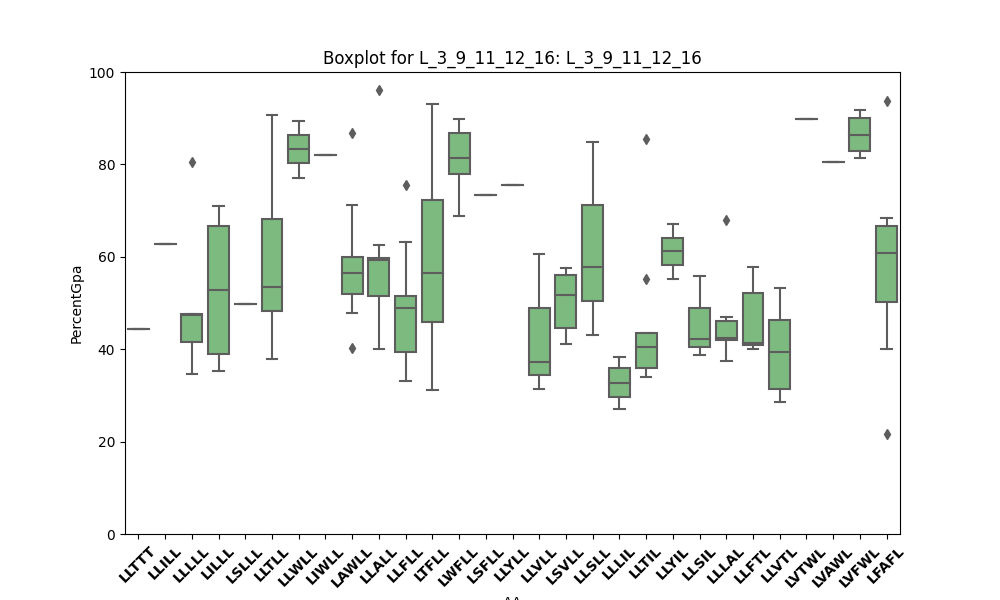 Boxplot for L_3_9_11_12_16: L_3_9_11_12_16
PercentGpa
100
80
60
40
20
0
LLTTT LLILL LLLLL LILLL LSLLL LLTLL LLWLL LIWLL LAWLL LLALL LLFLL LTFLL LWFLL LSFLL LLYLL LLVLL LSVLL LLSLL LLLIL LLTIL LLYIL LLSIL LLLAL LLFTL LLVTL LVTWL LVAWL LVFWL LFAFL